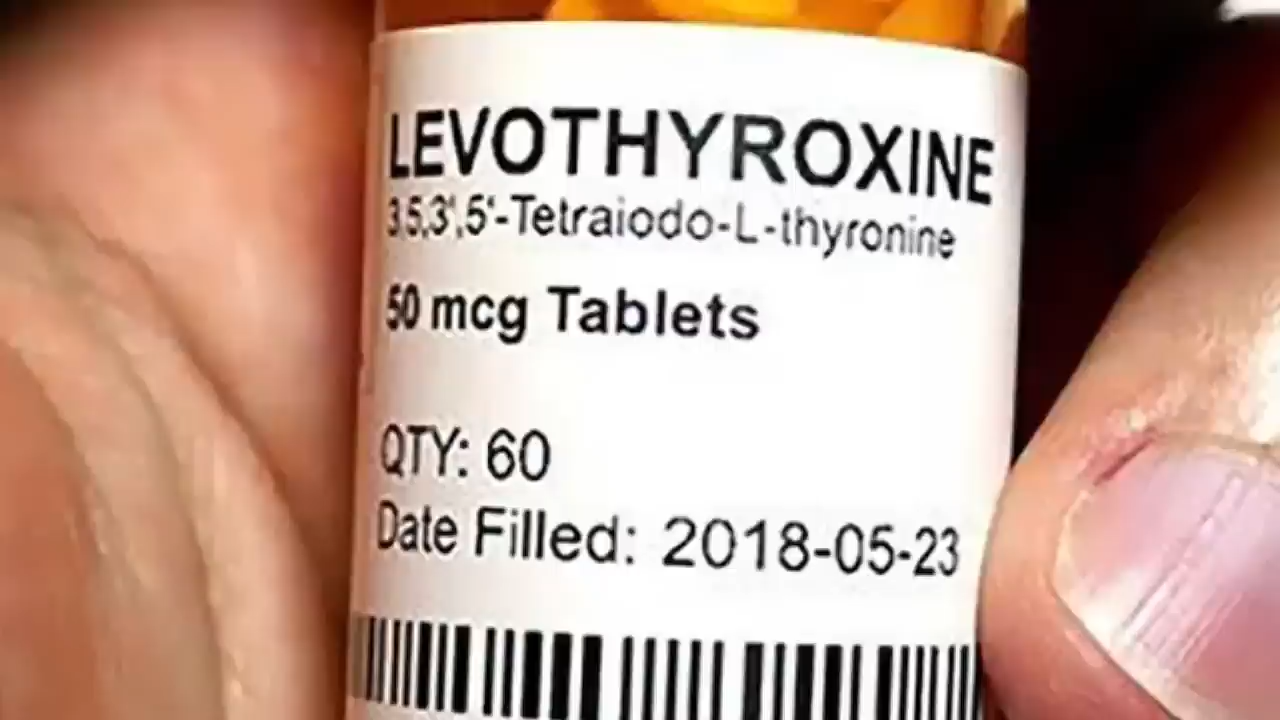 LEVOTHYROXINE
3,5,3',5'-Tetraiodo-L-thyronine
50 mcg Tablets
QTY: 60
Date Filled: 2018-05-23